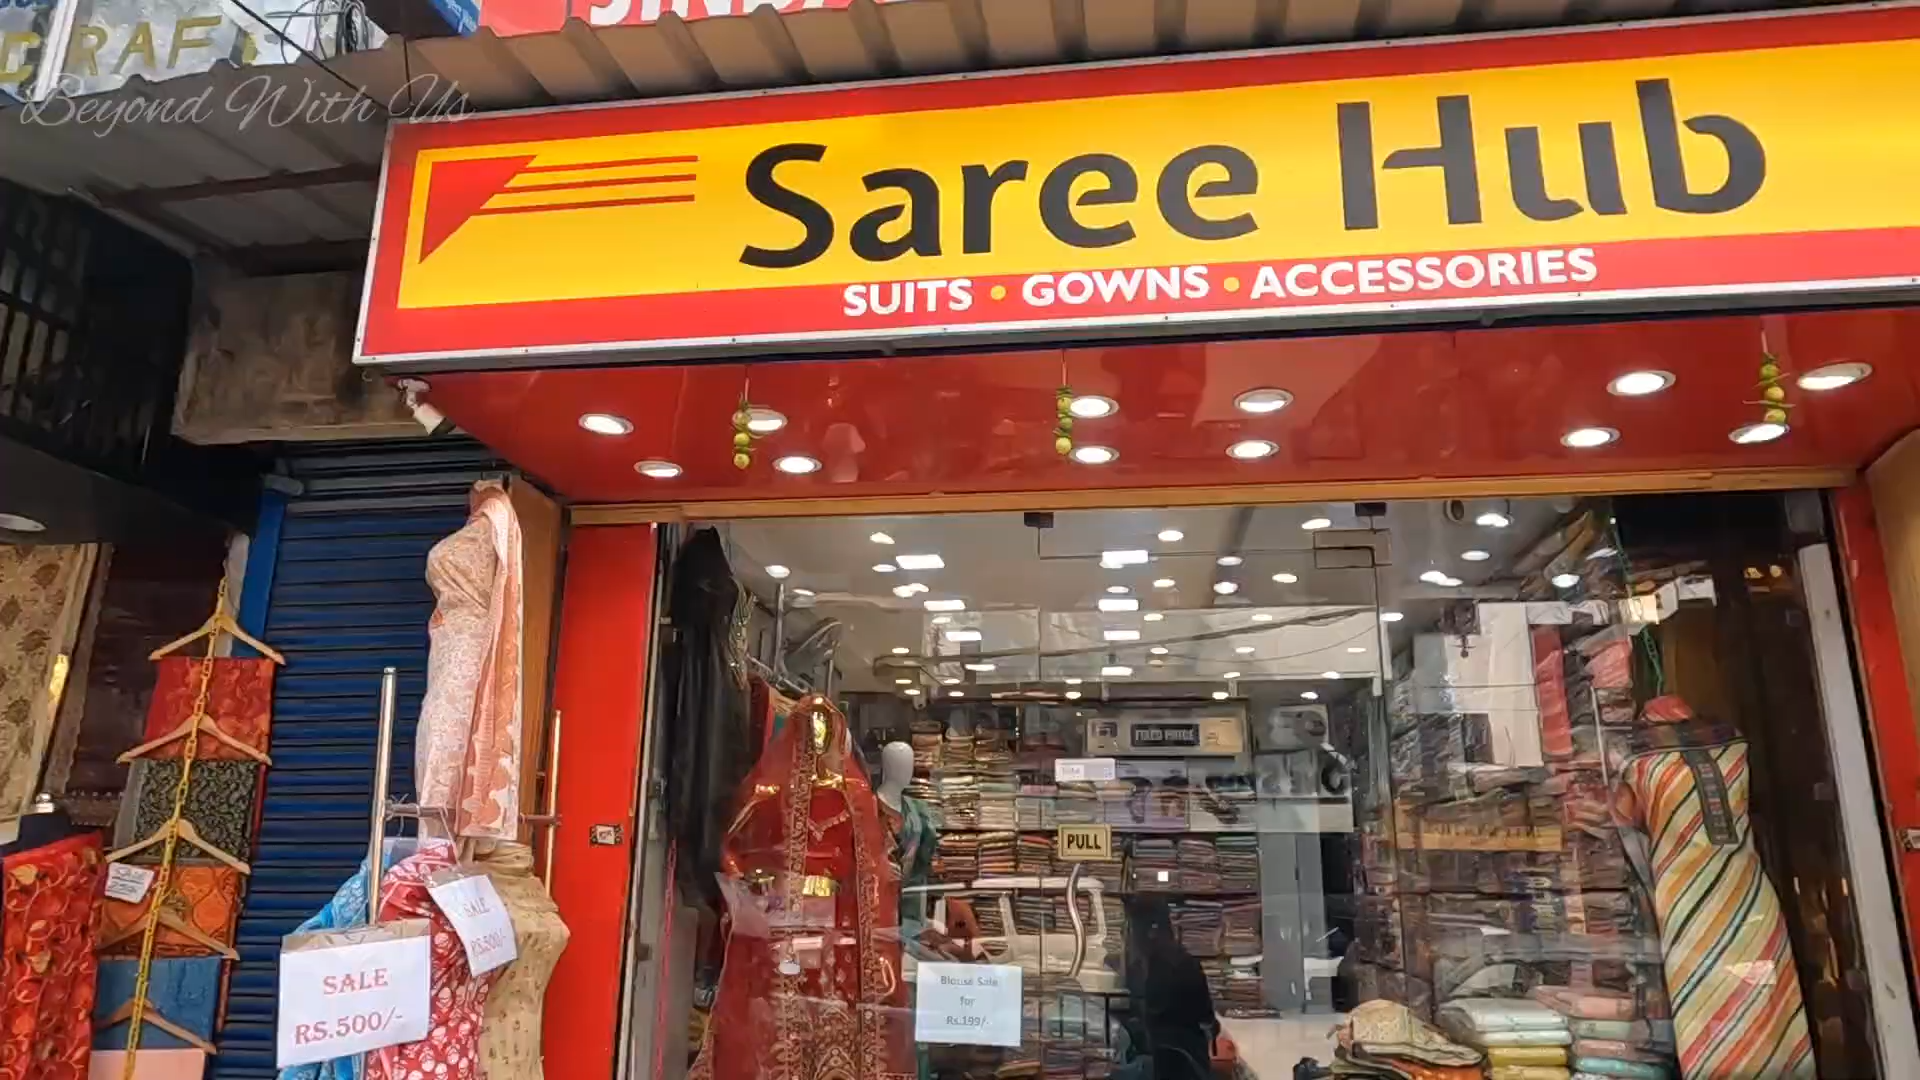 Beyond With Us
Saree Hub
SUITS • GOWNS • ACCESSORIES
FIXED PRICE
PULL
SALE
RS.500/-
SALE
RS.500/-
SALE
Blouse Sale
for
Rs.199/-